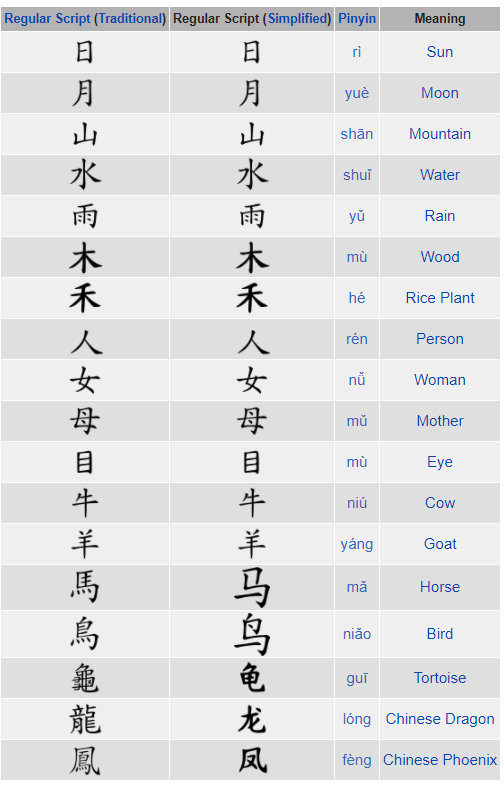 Regular Script (Traditional) Regular Script (Simplified) Pinyin Meaning
日 日 rì Sun
月 月 yuè Moon
山 山 shān Mountain
水 水 shuǐ Water
雨 雨 yǔ Rain
木 木 mù Wood
禾 禾 hé Rice Plant
人 人 rén Person
女 女 nǚ Woman
母 母 mǔ Mother
目 目 mù Eye
牛 牛 niú Cow
羊 羊 yáng Goat
馬 马 mǎ Horse
鳥 鸟 niǎo Bird
龜 龟 guī Tortoise
龍 龙 lóng Chinese Dragon
鳳 凤 fèng Chinese Phoenix